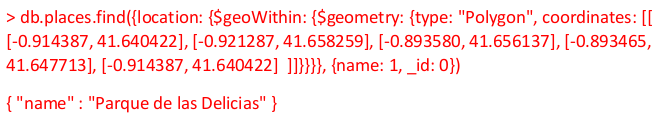 > db.places.find({location: {$geoWithin: {$geometry: {type: "Polygon", coordinates: [[
[-0.914387, 41.640422], [-0.921287, 41.658259], [-0.893580, 41.656137], [-0.893465,
41.647713], [-0.914387, 41.640422]  ]]}}}}, {name: 1, _id: 0})
{ "name" : "Parque de las Delicias" }